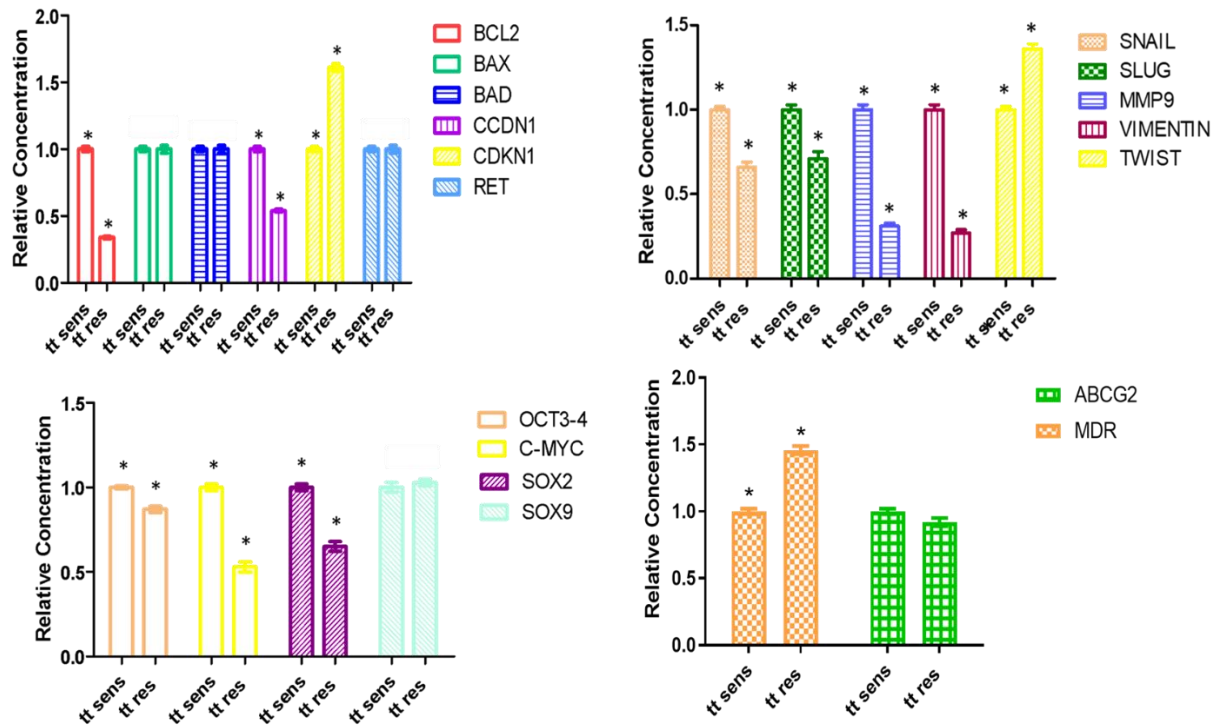 2.0
1.5
1.0
0.5
0.0
Relative Concentration
* * * * * *
tt sens tt res tt sens tt res tt sens tt res tt sens tt res tt sens tt res tt sens tt res
BCL2
BAX
BAD
CCDN1
CDKN1
RET
1.5
1.0
0.5
0.0
Relative Concentration
* * * * * * * * * *
tt sens tt res tt sens tt res tt sens tt res tt sens tt res tt sens tt res
SNAIL
SLUG
MMP9
VIMENTIN
TWIST
1.5
1.0
0.5
0.0
Relative Concentration
* * * * * *
tt sens tt res tt sens tt res tt sens tt res tt sens tt res
OCT3-4
C-MYC
SOX2
SOX9
2.0
1.5
1.0
0.5
0.0
Relative Concentration
* *
tt sens tt res tt sens tt res
ABCG2
MDR